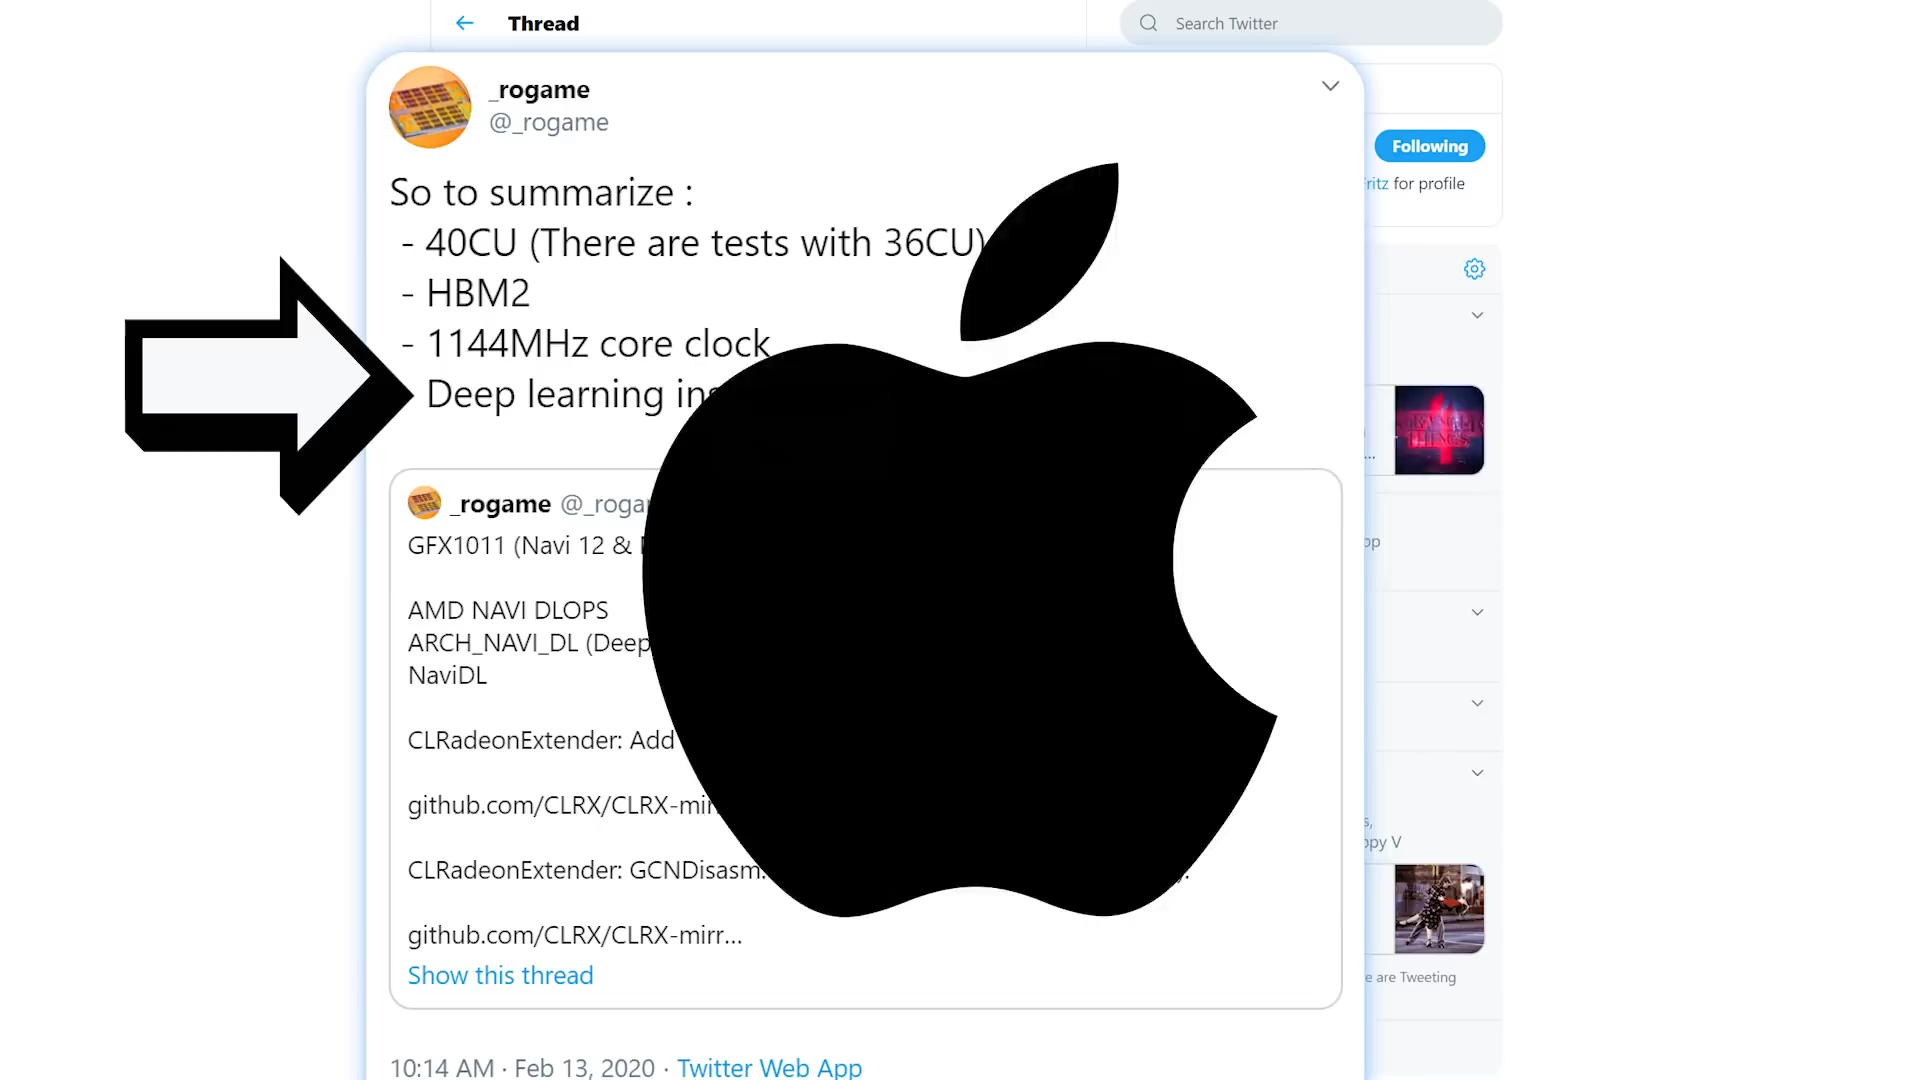 Thread
Search Twitter
_rogame
@_rogame
Following
for profile
So to summarize :
- 40CU (There are tests with 36CU)
- HBM2
- 1144MHz core clock
Deep learning
_rogame
GFX1011 (Navi 12 &
AMD NAVI DLOPS
ARCH_NAVI_DL (Deep
NaviDL
CLRadeonExtender: Add
github.com/CLRX/CLRX-mir
CLRadeonExtender: GCNDisasm
github.com/CLRX/CLRX-mirr...
Show this thread
are Tweeting
10:14 AM · Feb 13, 2020 · Twitter Web App